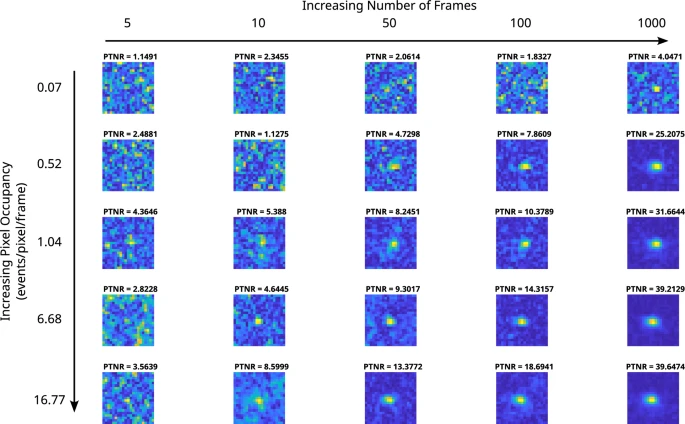 Increasing Number of Frames
5 10 50 100 1000
PTNR = 1.1491 PTNR = 2.3455 PTNR = 2.0614 PTNR = 1.8327 PTNR = 4.0471
0.07
PTNR = 2.4881 PTNR = 1.1275 PTNR = 4.7298 PTNR = 7.8609 PTNR = 25.2075
0.52
PTNR = 4.3646 PTNR = 5.388 PTNR = 8.2451 PTNR = 10.3789 PTNR = 31.6644
1.04
PTNR = 2.8228 PTNR = 4.6445 PTNR = 9.3017 PTNR = 14.3157 PTNR = 39.2129
6.68
PTNR = 3.5639 PTNR = 8.5999 PTNR = 13.3772 PTNR = 18.6941 PTNR = 39.6474
16.77
Increasing Pixel Occupancy
(events/pixel/frame)